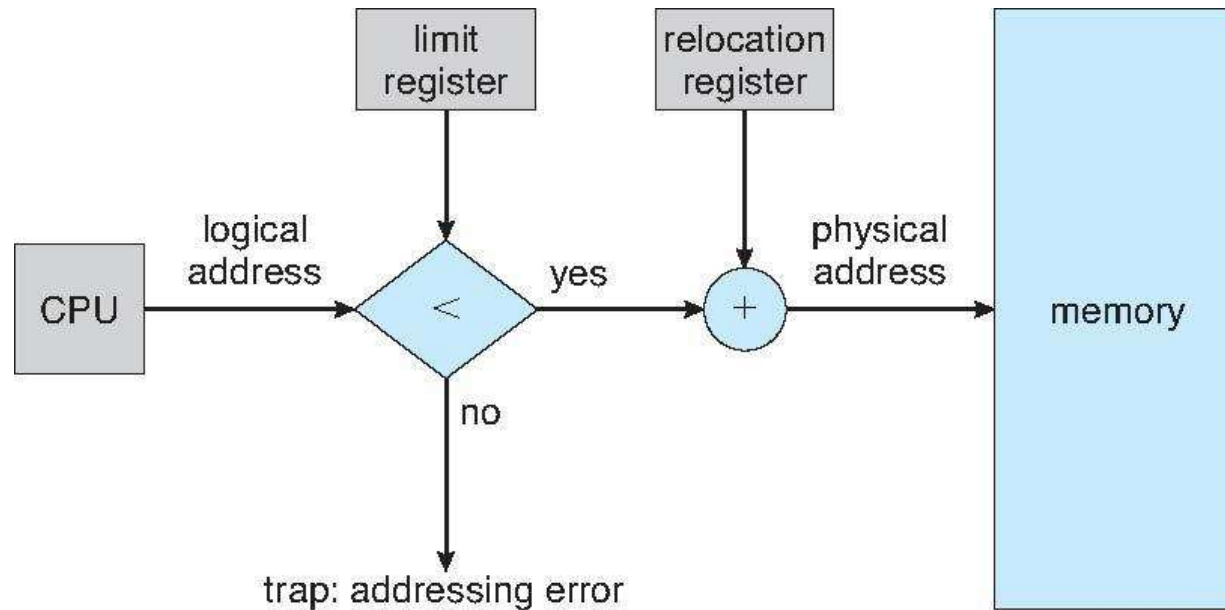 limit
register
relocation
register
logical
address
physical
address
CPU
<
yes
+
memory
no
trap: addressing error